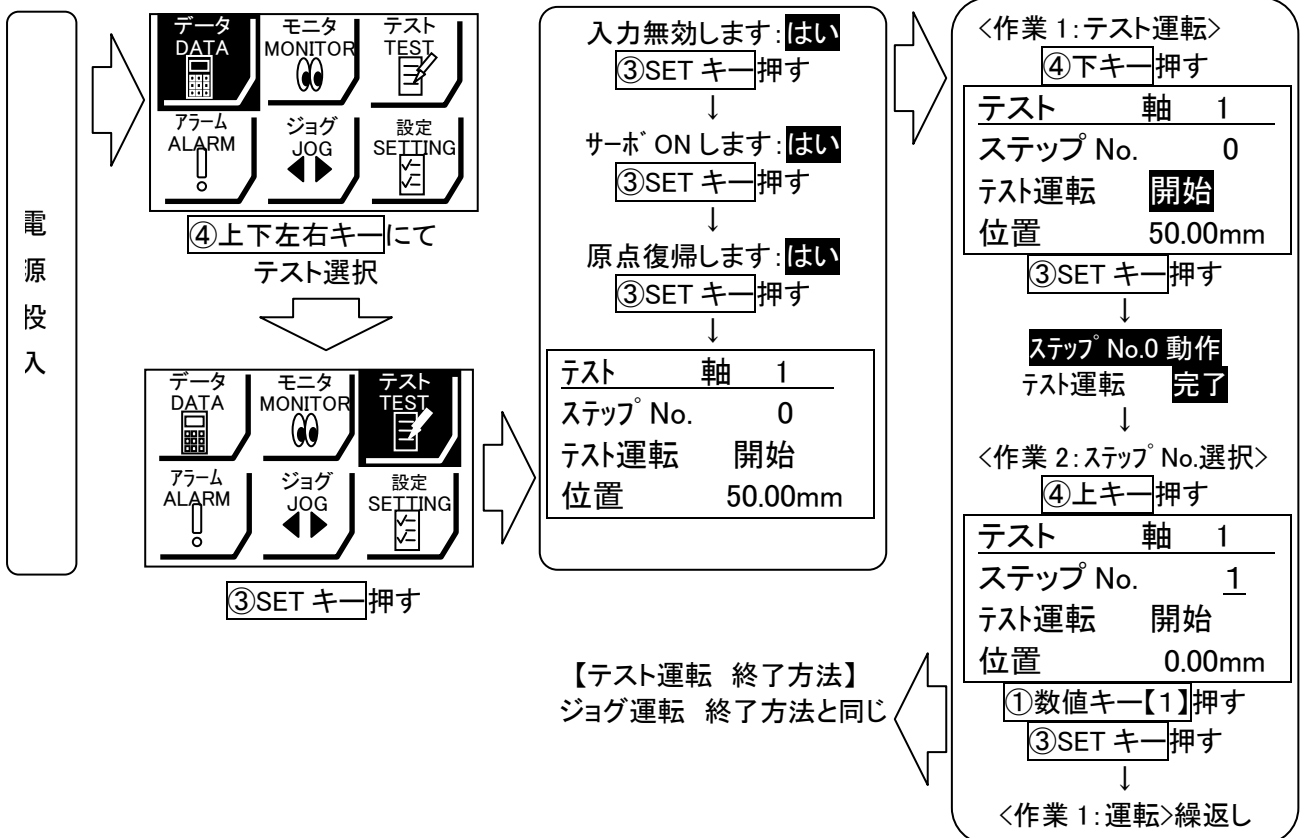 電
源
投
入
データ
DATA
モニタ
MONITOR
テスト
TEST
アラーム
ALARM
ジョグ
JOG
設定
SETTING
④上下左右キーにて
テスト選択
データ
DATA
モニタ
MONITOR
テスト
TEST
アラーム
ALARM
ジョグ
JOG
設定
SETTING
③SET キー押す
入力無効します:はい
③SET キー押す
↓
サーボ ON します:はい
③SET キー押す
↓
原点復帰します:はい
③SET キー押す
↓
テスト 軸 1
ステップ No. 0
テスト運転 開始
位置 50.00mm
<作業 1:テスト運転>
④下キー押す
テスト 軸 1
ステップ No. 0
テスト運転 開始
位置 50.00mm
③SET キー押す
↓
ステップ No.0 動作
テスト運転 完了
↓
<作業 2:ステップ No.選択>
④上キー押す
テスト 軸 1
ステップ No. 1
テスト運転 開始
位置 0.00mm
①数値キー【1】押す
③SET キー押す
↓
<作業 1:運転>繰返し
【テスト運転 終了方法】
ジョグ運転 終了方法と同じ